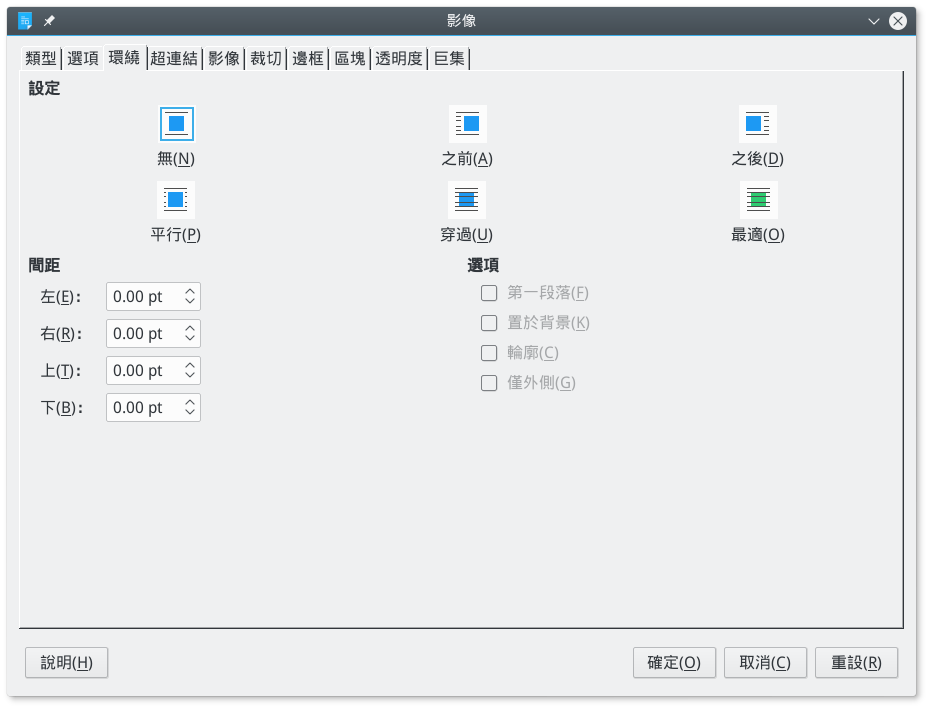 影像
類型 選項 環繞 超連結 影像 裁切 邊框 區塊 透明度 巨集
設定
無(N) 之前(A) 之後(D)
平行(P) 穿過(U) 最適(O)
間距
左(E): 0.00 pt
右(R): 0.00 pt
上(T): 0.00 pt
下(B): 0.00 pt
選項
第一段落(F)
置於背景(K)
輪廓(C)
僅外側(G)
說明(H) 確定(O) 取消(C) 重設(R)